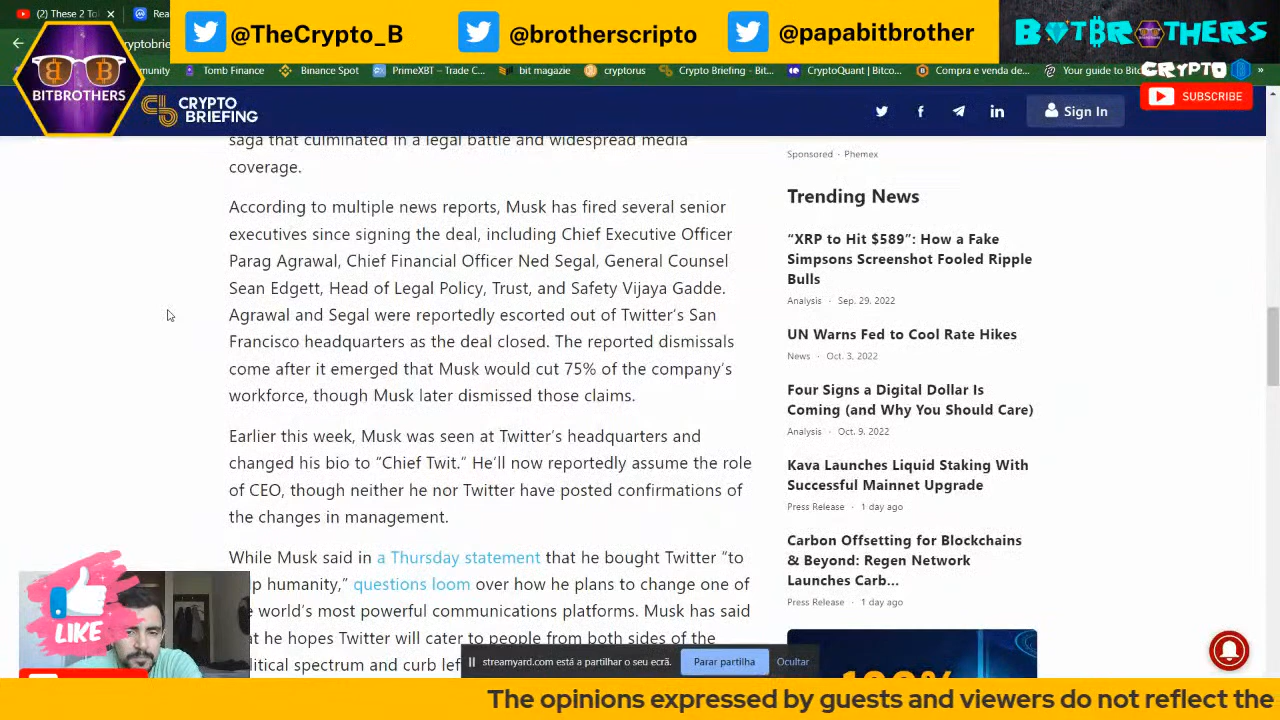 (2) These 2 Tol
Rea
@TheCrypto_B
@brotherscripto
@papabitbrother
BOTBROTHERS
CRYPTO
SUBSCRIBE
BITBROTHERS
yptobrie
munity
Tomb Finance
Binance Spot
PrimeXBT – Trade C...
bit magazie
cryptorus
Crypto Briefing - Bit...
CryptoQuant | Bitco...
Compra e venda de...
Your guide to Bitc
»
CRYPTO
BRIEFING
Sign In
saga that culminated in a legal battle and widespread media
coverage.
According to multiple news reports, Musk has fired several senior
executives since signing the deal, including Chief Executive Officer
Parag Agrawal, Chief Financial Officer Ned Segal, General Counsel
Sean Edgett, Head of Legal Policy, Trust, and Safety Vijaya Gadde.
Agrawal and Segal were reportedly escorted out of Twitter’s San
Francisco headquarters as the deal closed. The reported dismissals
come after it emerged that Musk would cut 75% of the company’s
workforce, though Musk later dismissed those claims.
Earlier this week, Musk was seen at Twitter’s headquarters and
changed his bio to “Chief Twit.” He’ll now reportedly assume the role
of CEO, though neither he nor Twitter have posted confirmations of
the changes in management.
While Musk said in a Thursday statement that he bought Twitter “to
p humanity,” questions loom over how he plans to change one of
e world’s most powerful communications platforms. Musk has said
at he hopes Twitter will cater to people from both sides of the
litical spectrum and curb lef
Sponsored - Phemex
Trending News
“XRP to Hit $589”: How a Fake
Simpsons Screenshot Fooled Ripple
Bulls
Analysis - Sep. 29. 2022
UN Warns Fed to Cool Rate Hikes
News - Oct. 3, 2022
Four Signs a Digital Dollar Is
Coming (and Why You Should Care)
Analysis - Oct. 9, 2022
Kava Launches Liquid Staking With
Successful Mainnet Upgrade
Press Release - 1 day ago
Carbon Offsetting for Blockchains
& Beyond: Regen Network
Launches Carb...
Press Release - 1 day ago
100%
LIKE
streamyard.com está a partilhar o seu ecrã.
Parar partilha
Ocultar
The opinions expressed by guests and viewers do not reflect the